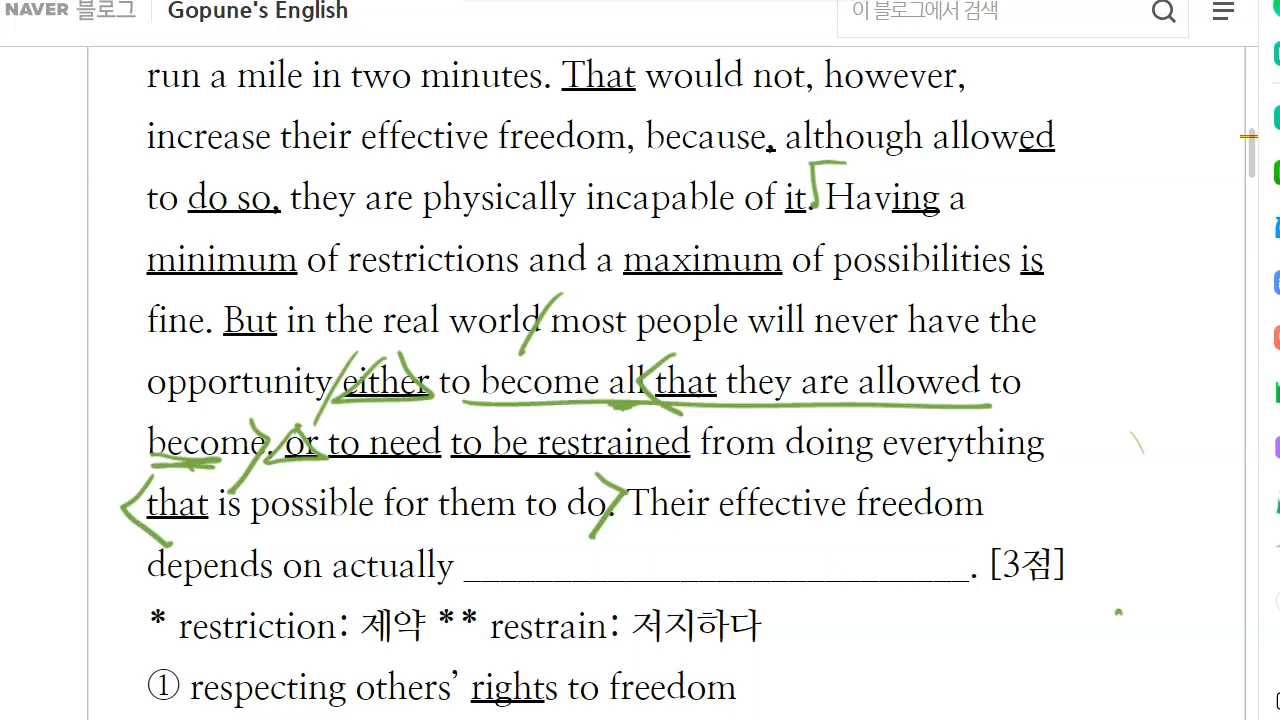 NAVER 블로그 Gopune's English 이 블로그에서 검색
run a mile in two minutes. That would not, however,
increase their effective freedom, because, although allowed
to do so, they are physically incapable of it. Having a
minimum of restrictions and a maximum of possibilities is
fine. But in the real world most people will never have the
opportunity either to become all that they are allowed to
become, or to need to be restrained from doing everything
that is possible for them to do. Their effective freedom
depends on actually ____________________________. [3점]
* restriction: 제약 ** restrain: 저지하다
① respecting others' rights to freedom